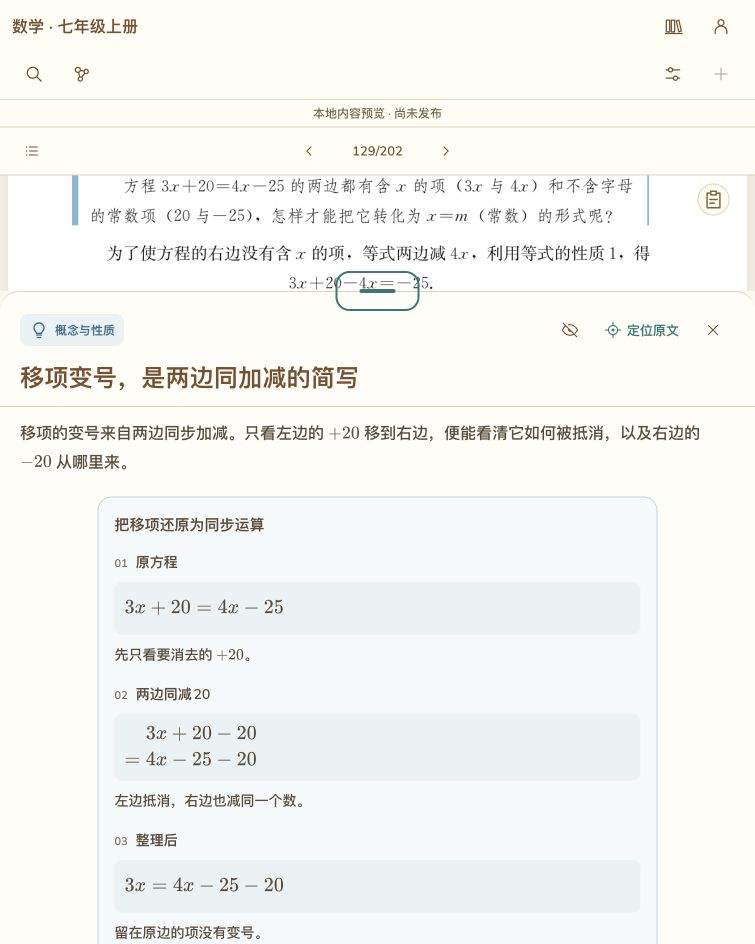 数学 · 七年级上册
本地内容预览 · 尚未发布
129/202
方程 3x+20=4x−25 的两边都有含 x 的项（3x 与 4x）和不含字母
的常数项（20 与−25），怎样才能把它转化为 x=m（常数）的形式呢？
为了使方程的右边没有含 x 的项，等式两边减 4x，利用等式的性质 1，得
3x+20−4x=−25.
概念与性质
定位原文
移项变号，是两边同加减的简写
移项的变号来自两边同步加减。只看左边的 +20 移到右边，便能看清它如何被抵消，以及右边的
−20 从哪里来。
把移项还原为同步运算
01 原方程
3x + 20 = 4x − 25
先只看要消去的 +20。
02 两边同减 20
3x + 20 − 20
= 4x − 25 − 20
左边抵消，右边也减同一个数。
03 整理后
3x = 4x − 25 − 20
留在原边的项没有变号。